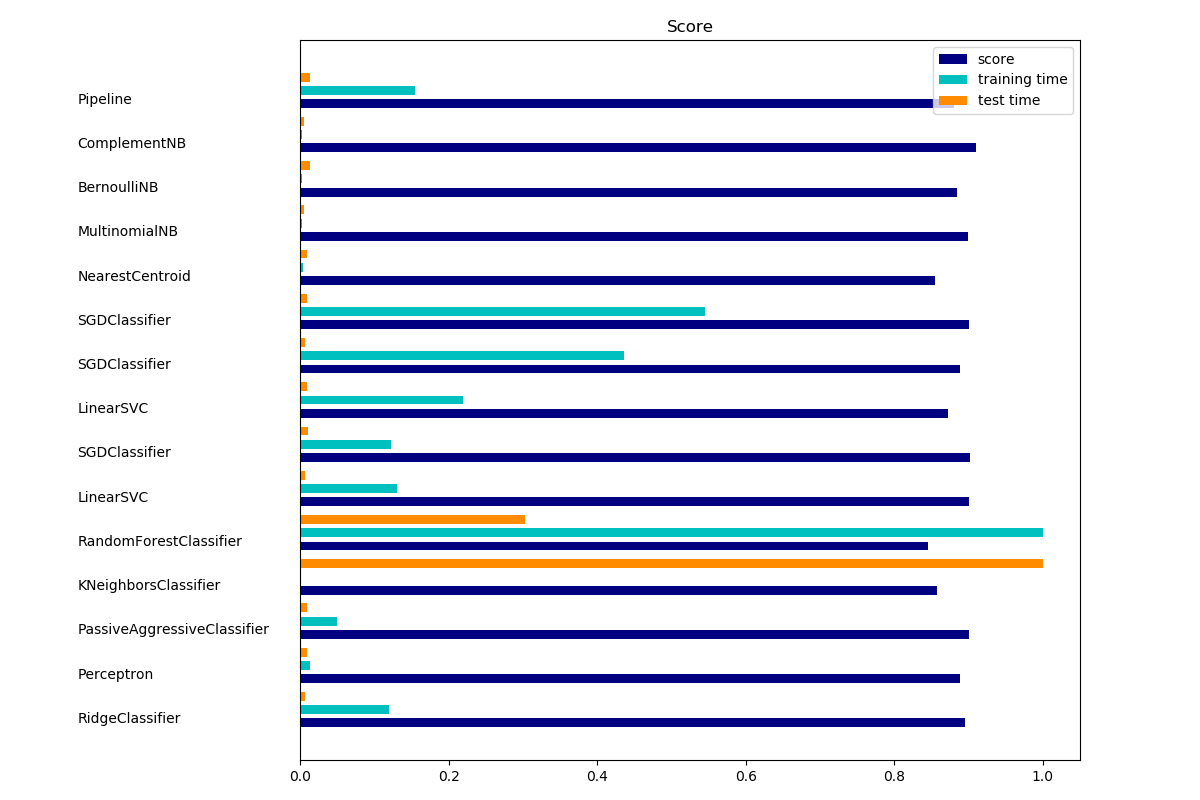 Score
score
training time
test time
Pipeline
ComplementNB
BernoulliNB
MultinomialNB
NearestCentroid
SGDClassifier
SGDClassifier
LinearSVC
SGDClassifier
LinearSVC
RandomForestClassifier
KNeighborsClassifier
PassiveAggressiveClassifier
Perceptron
RidgeClassifier
0.0 0.2 0.4 0.6 0.8 1.0